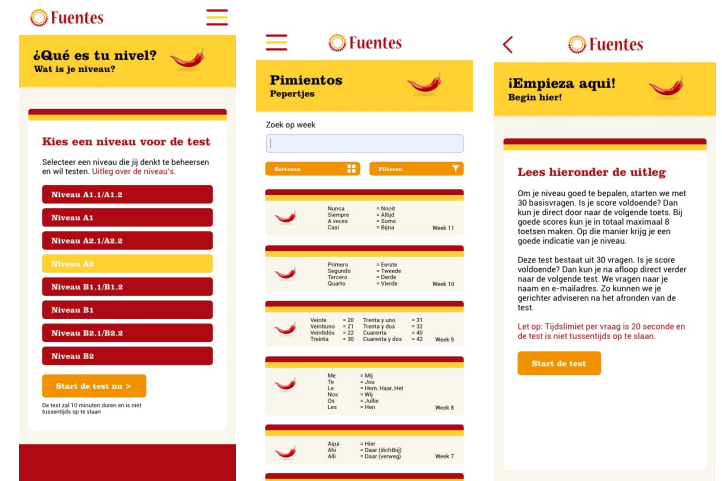 Fuentes
¿Qué es tu nivel?
Wat is je niveau?
Kies een niveau voor de test
Selecteer een niveau die jij denkt te beheersen
en wil testen. Uitleg over de niveau's.
Niveau A1.1/A1.2
Niveau A1
Niveau A2.1/A2.2
Niveau A2
Niveau B1.1/B1.2
Niveau B1
Niveau B2.1/B2.2
Niveau B2
Start de test nu >
De test zal 10 minuten duren en is niet
tussentijds op te slaan
Fuentes
Pimientos
Pepertjes
Zoek op week
Sorteren Filteren
Nunca = Nooit
Siempre = Altijd
A veces = Soms
Casi = Bijna Week 11
Primero = Eerste
Segundo = Tweede
Tercero = Derde
Quarto = Vierde Week 10
Veinte = 20 Trenta y uno = 31
Veintiuno = 21 Trenta y dos = 32
Veintidós = 22 Cuarenta = 40
Treinta = 30 Cuarenta y dos = 42 Week 9
Me = Mij
Te = Jou
Le = Hem, Haar, Het
Nos = Wij
Os = Jullie
Les = Hen Week 8
Aqui = Hier
Ahi = Daar (dichtbij)
Alli = Daar (verweg) Week 7
Fuentes
¡Empieza aqui!
Begin hier!
Lees hieronder de uitleg
Om je niveau goed te bepalen, starten we met
30 basisvragen. Is je score voldoende? Dan
kun je direct door naar de volgende toets. Bij
goede scores kun je in totaal maximaal 8
toetsen maken. Op die manier krijg je een
goede indicatie van je niveau.
Deze test bestaat uit 30 vragen. Is je score
voldoende? Dan kun je na afloop direct verder
naar de volgende test. We vragen naar je
naam en e-mailadres. Zo kunnen we je
gerichter adviseren na het afronden van de
test.
Let op: Tijdslimiet per vraag is 20 seconde en
de test is niet tussentijds op te slaan.
Start de test